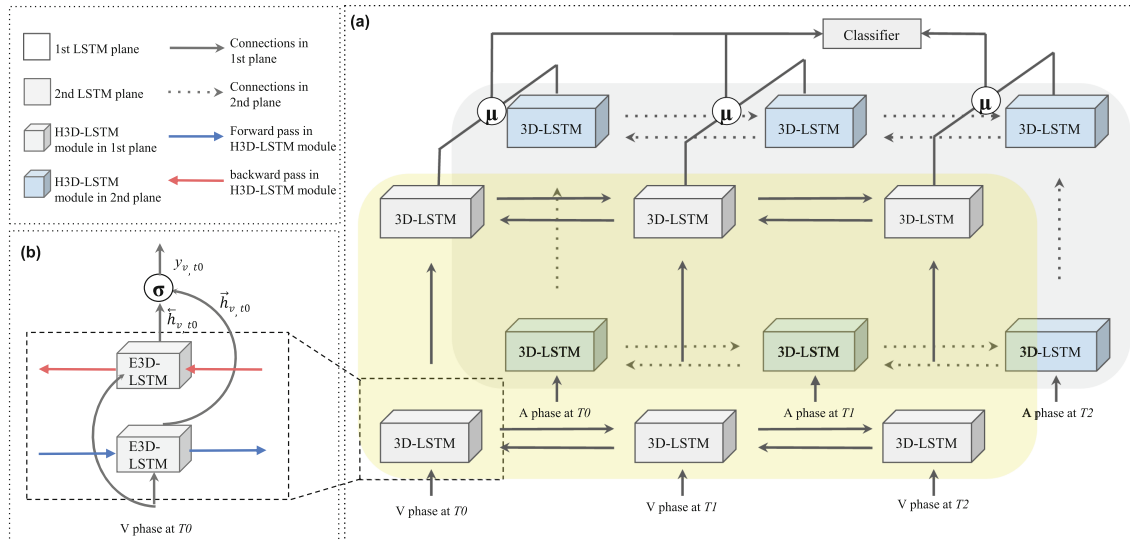 1st LSTM plane
Connections in
1st plane
2nd LSTM plane
Connections in
2nd plane
H3D-LSTM
module in 1st plane
Forward pass in
H3D-LSTM module
H3D-LSTM
module in 2nd plane
backward pass in
H3D-LSTM module
(b)
y_{v, t0}
σ
\vec{h}_{v, t0}
\overleftarrow{h}_{v, t0}
E3D-
LSTM
E3D-
LSTM
V phase at T0
(a)
Classifier
μ
μ
μ
3D-LSTM
3D-LSTM
3D-LSTM
3D-LSTM
3D-LSTM
3D-LSTM
3D-LSTM
3D-LSTM
3D-LSTM
A phase at T0
A phase at T1
A phase at T2
3D-LSTM
3D-LSTM
3D-LSTM
V phase at T0
V phase at T1
V phase at T2